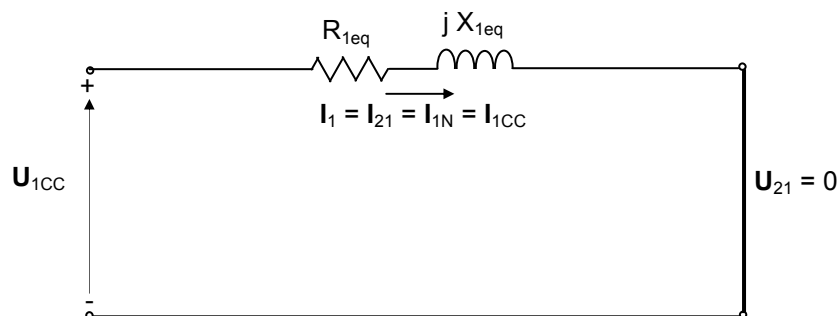 R1eq
j X1eq
+
I1 = I21 = I1N = I1CC
U1CC
U21 = 0
-